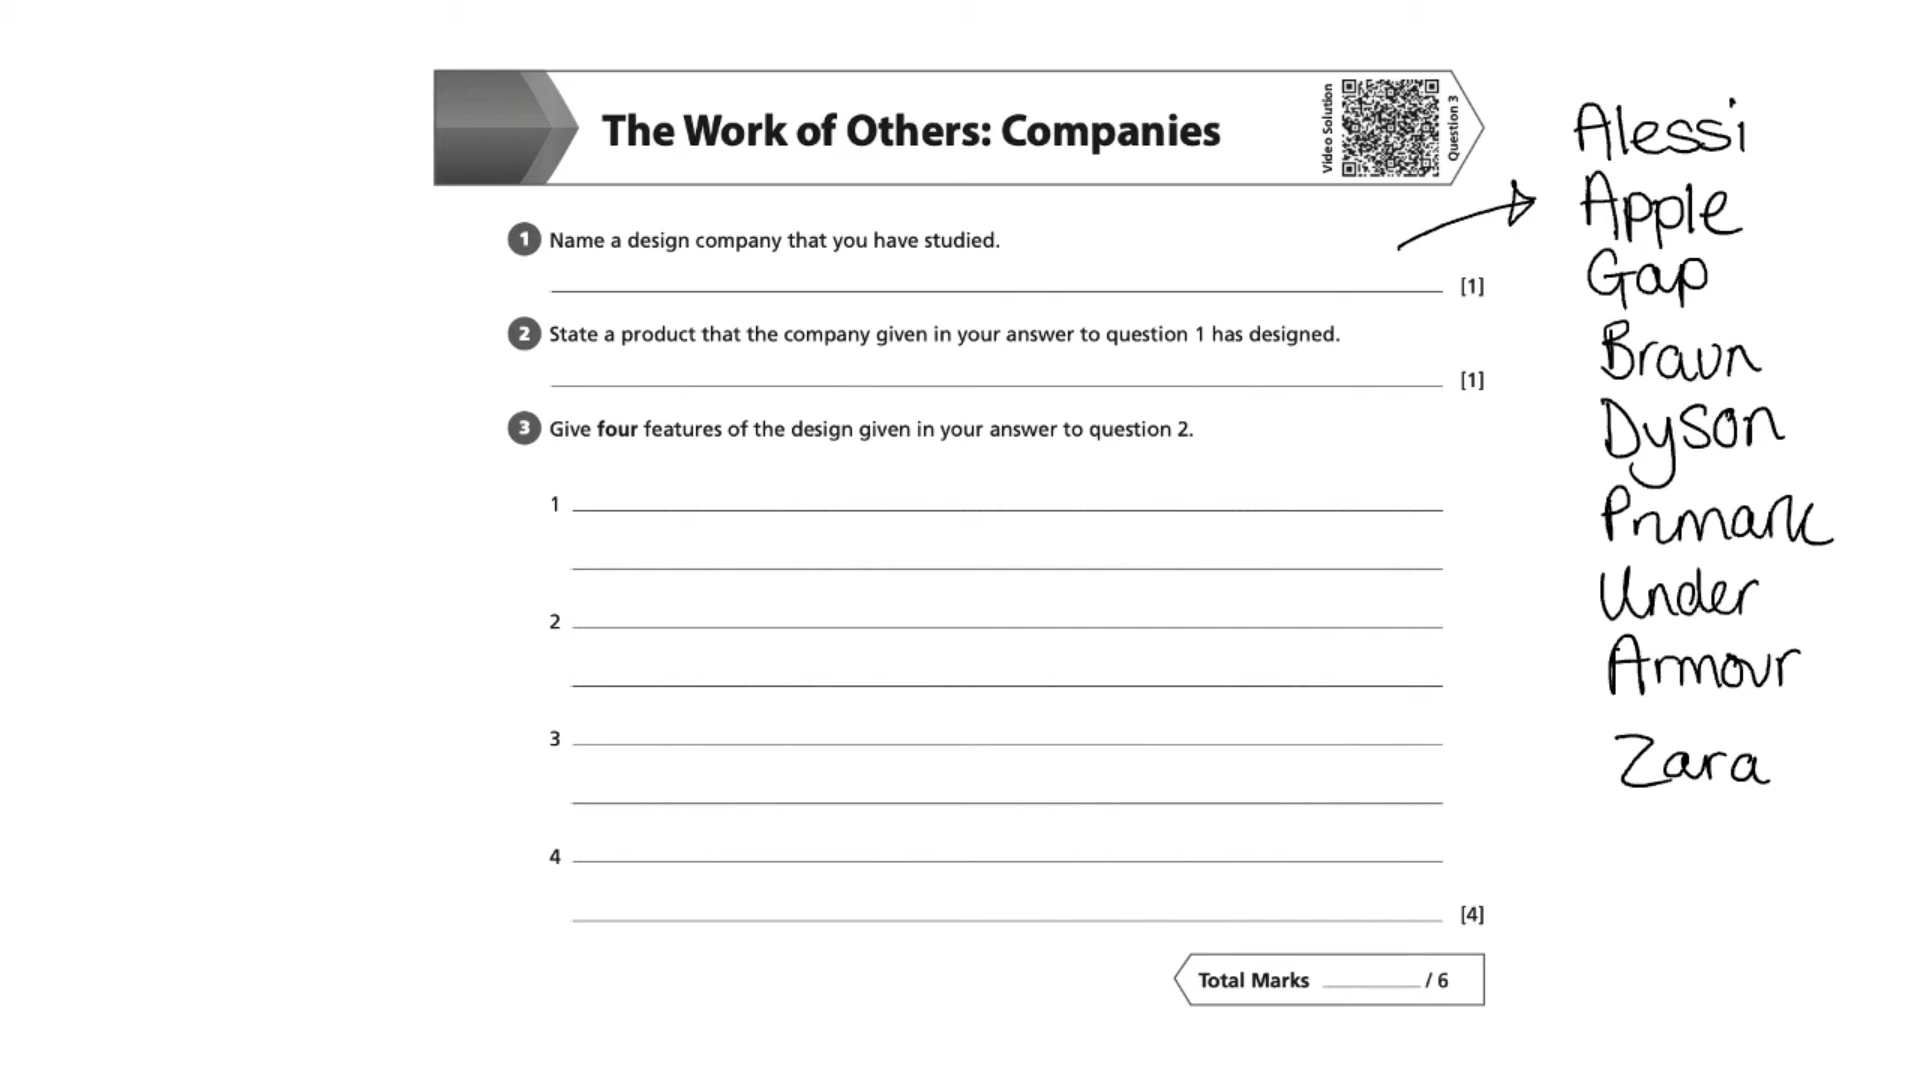 The Work of Others: Companies
Video Solution
Question 3
1 Name a design company that you have studied.
[1]
2 State a product that the company given in your answer to question 1 has designed.
[1]
3 Give four features of the design given in your answer to question 2.
1
2
3
4
[4]
Total Marks / 6
Alessi
Apple
Gap
Braun
Dyson
Primark
Under
Armour
Zara